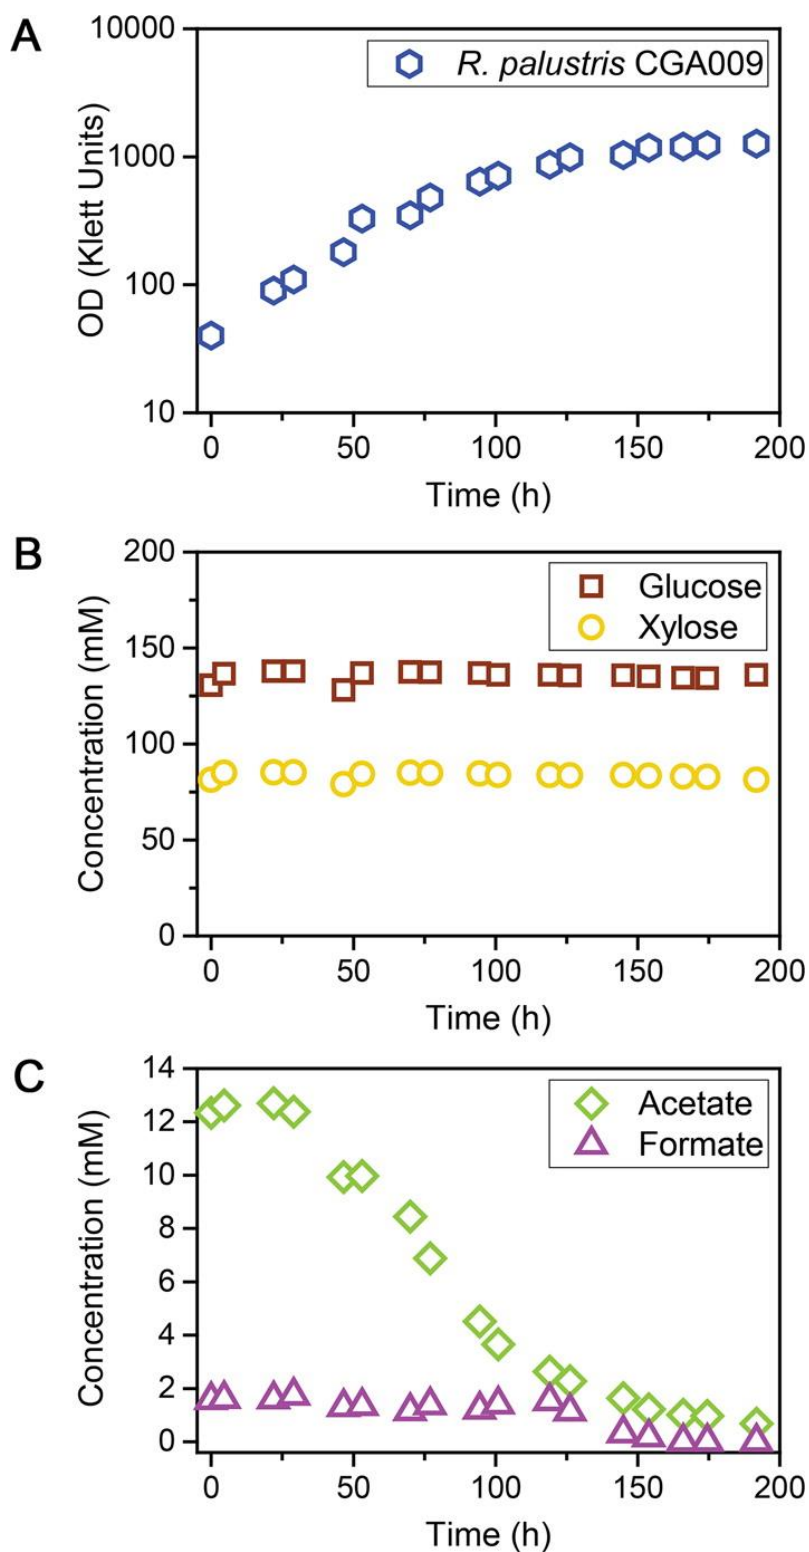 A
10000
R. palustris CGA009
1000
100
10
OD (Klett Units)
0 50 100 150 200
Time (h)
B
200
Glucose
Xylose
150
100
50
0
Concentration (mM)
0 50 100 150 200
Time (h)
C
14
Acetate
Formate
12
10
8
6
4
2
0
Concentration (mM)
0 50 100 150 200
Time (h)